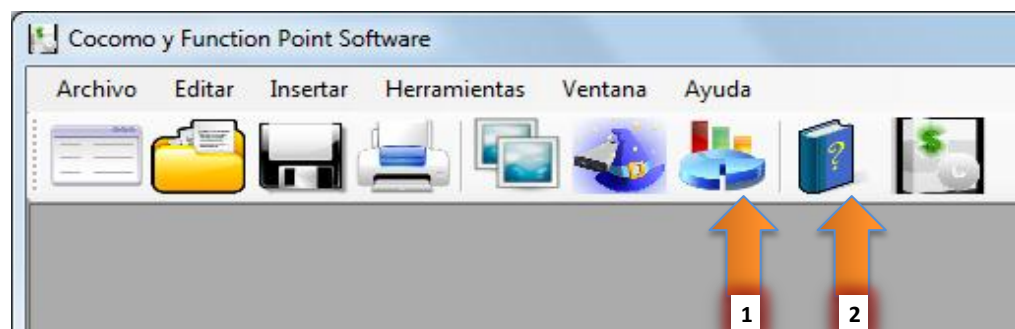 Cocomo y Function Point Software
Archivo Editar Insertar Herramientas Ventana Ayuda
?
$
1 2